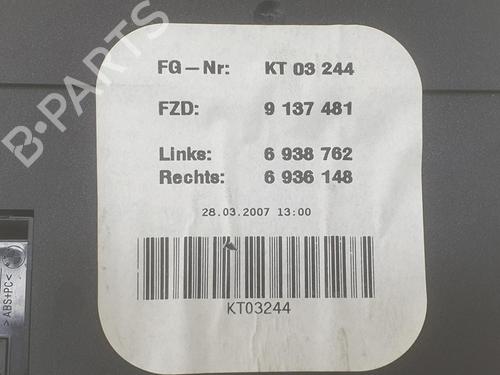 B-PARTS
FG-Nr: KT 03 244
FZD: 9 137 481
Links: 6 938 762
Rechts: 6 936 148
28.03.2007 13:00
KT03244
>ABS+PC<